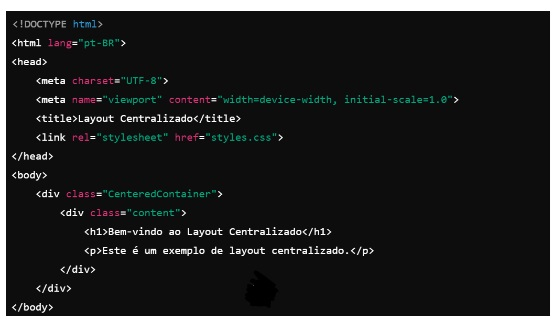 <!DOCTYPE html>
<html lang="pt-BR">
<head>
    <meta charset="UTF-8">
    <meta name="viewport" content="width=device-width, initial-scale=1.0">
    <title>Layout Centralizado</title>
    <link rel="stylesheet" href="styles.css">
</head>
<body>
    <div class="CenteredContainer">
        <div class="content">
            <h1>Bem-vindo ao Layout Centralizado</h1>
            <p>Este é um exemplo de layout centralizado.</p>
        </div>
    </div>
</body>